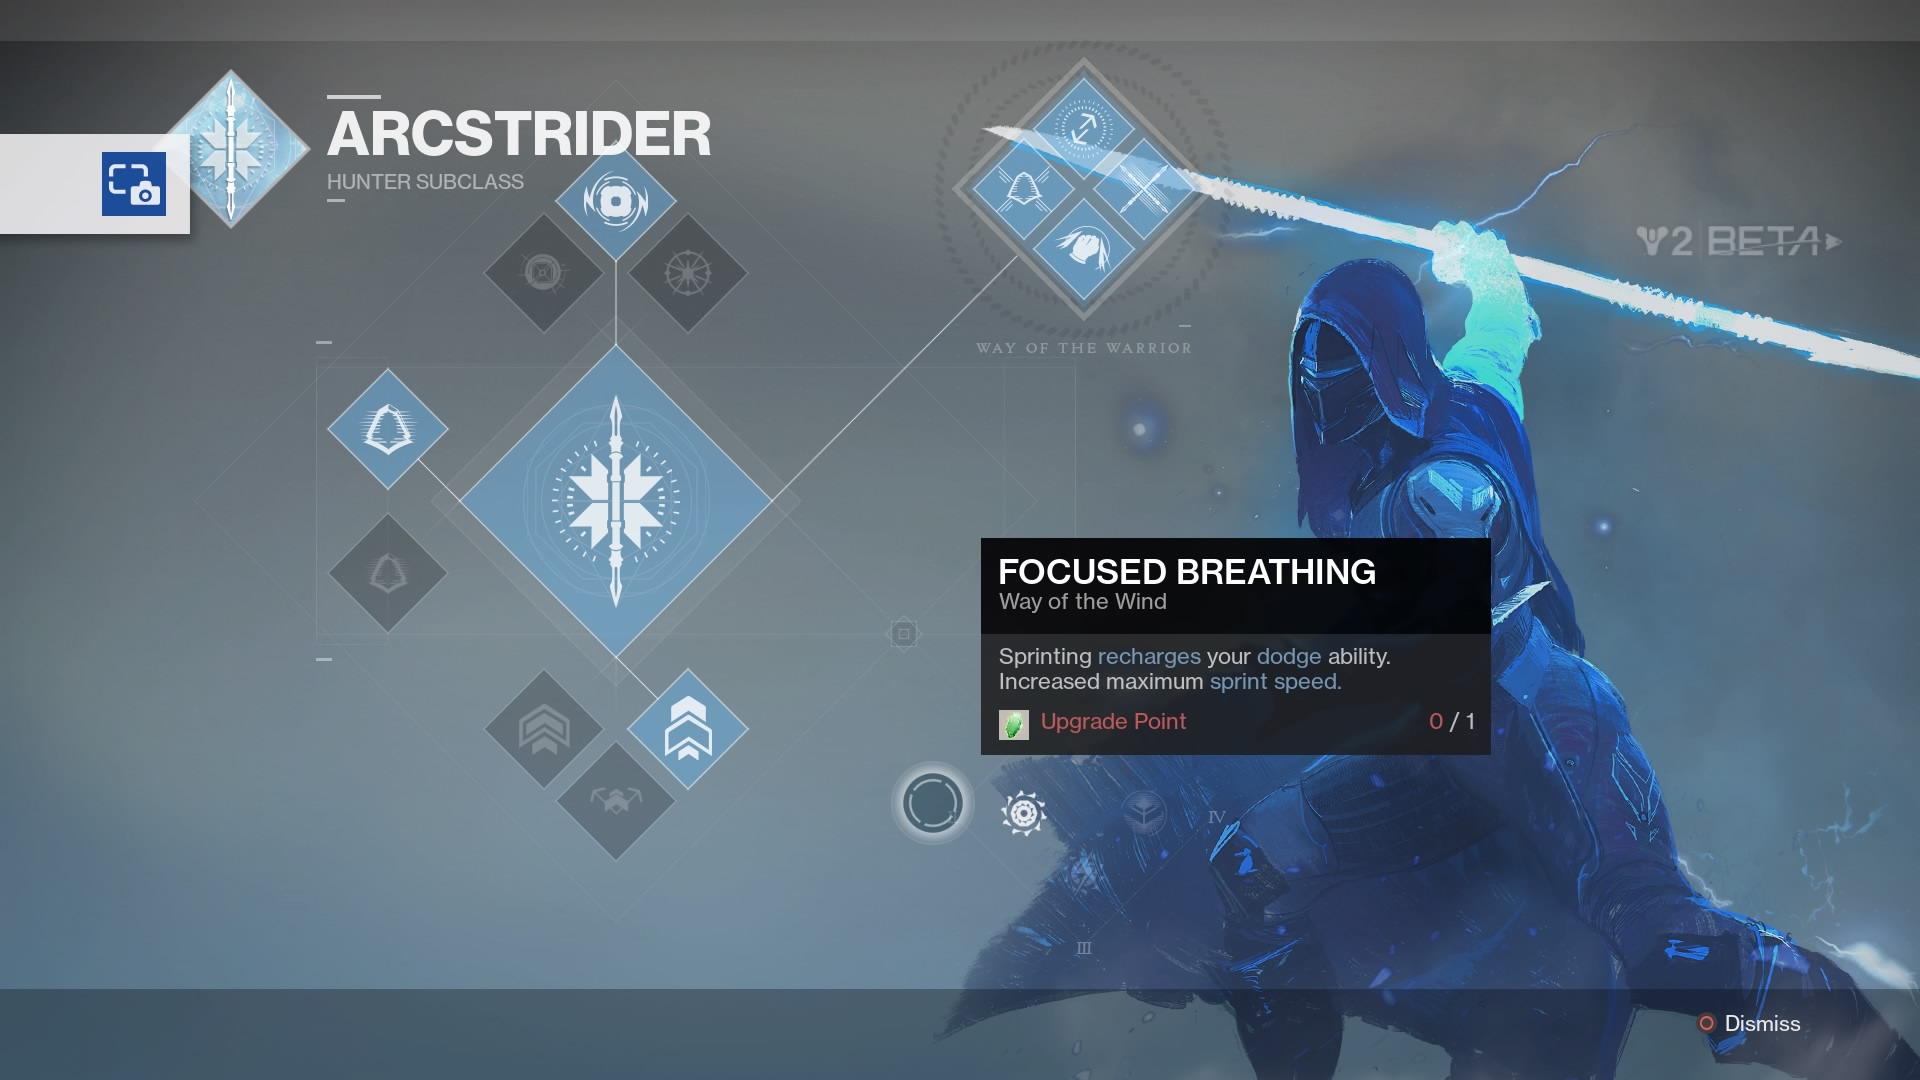 ARCSTRIDER
HUNTER SUBCLASS
2 BETA
WAY OF THE WARRIOR
FOCUSED BREATHING
Way of the Wind
Sprinting recharges your dodge ability.
Increased maximum sprint speed.
Upgrade Point 0 / 1
IV
III
Dismiss